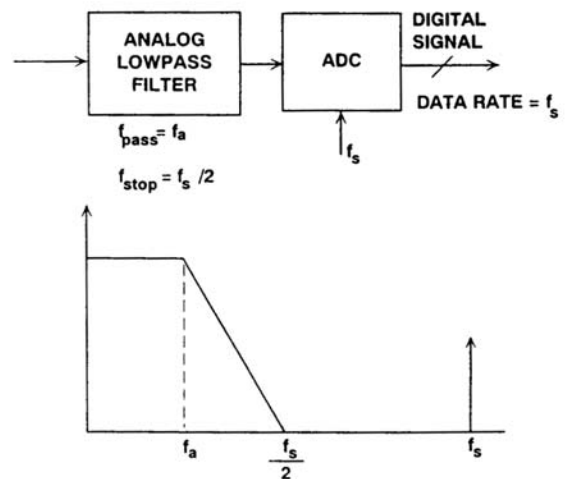 ANALOG
LOWPASS
FILTER
ADC
DIGITAL
SIGNAL
DATA RATE = fs
fpass = fa
fs
fstop = fs /2
fa
fs
2
fs